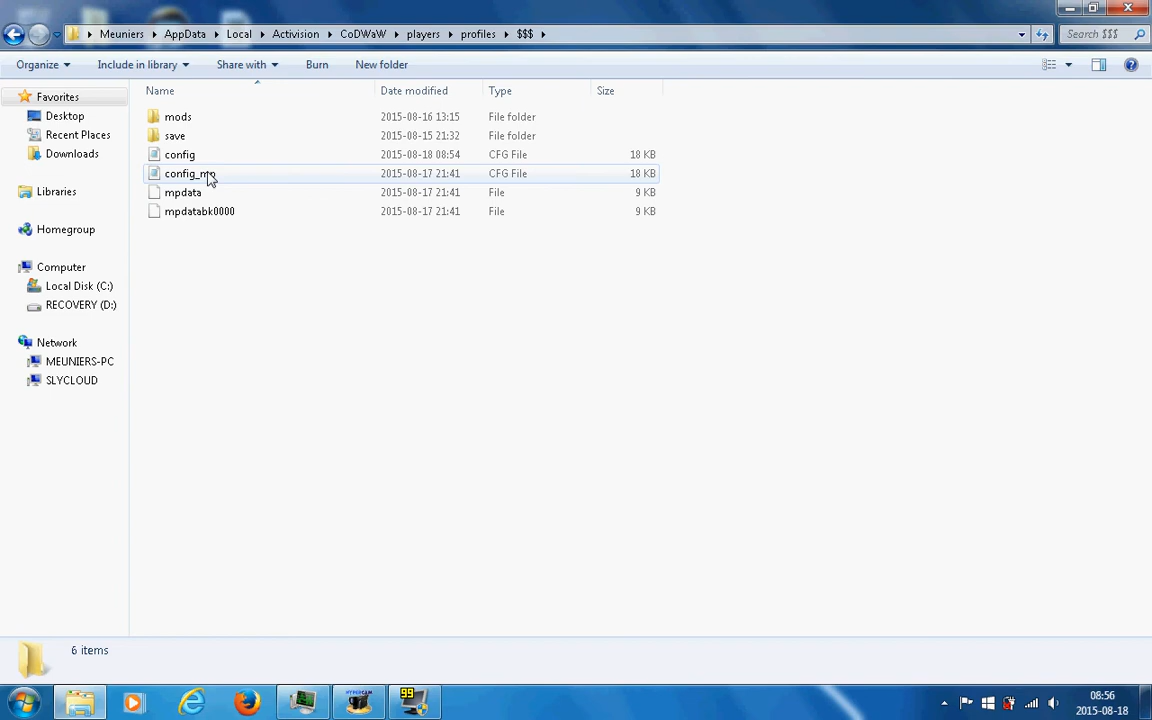 Meuniers AppData Local Activision CoDWaW players profiles $$$ Search $$$
Organize Include in library Share with Burn New folder
Name Date modified Type Size
Favorites
Desktop
Recent Places
Downloads
Libraries
Homegroup
Computer
Local Disk (C:)
RECOVERY (D:)
Network
MEUNIERS-PC
SLYCLOUD
mods 2015-08-16 13:15 File folder
save 2015-08-15 21:32 File folder
config 2015-08-18 08:54 CFG File 18 KB
config_mp 2015-08-17 21:41 CFG File 18 KB
mpdata 2015-08-17 21:41 File 9 KB
mpdatabk0000 2015-08-17 21:41 File 9 KB
6 items
HYPERCAM
99
08:56
2015-08-18